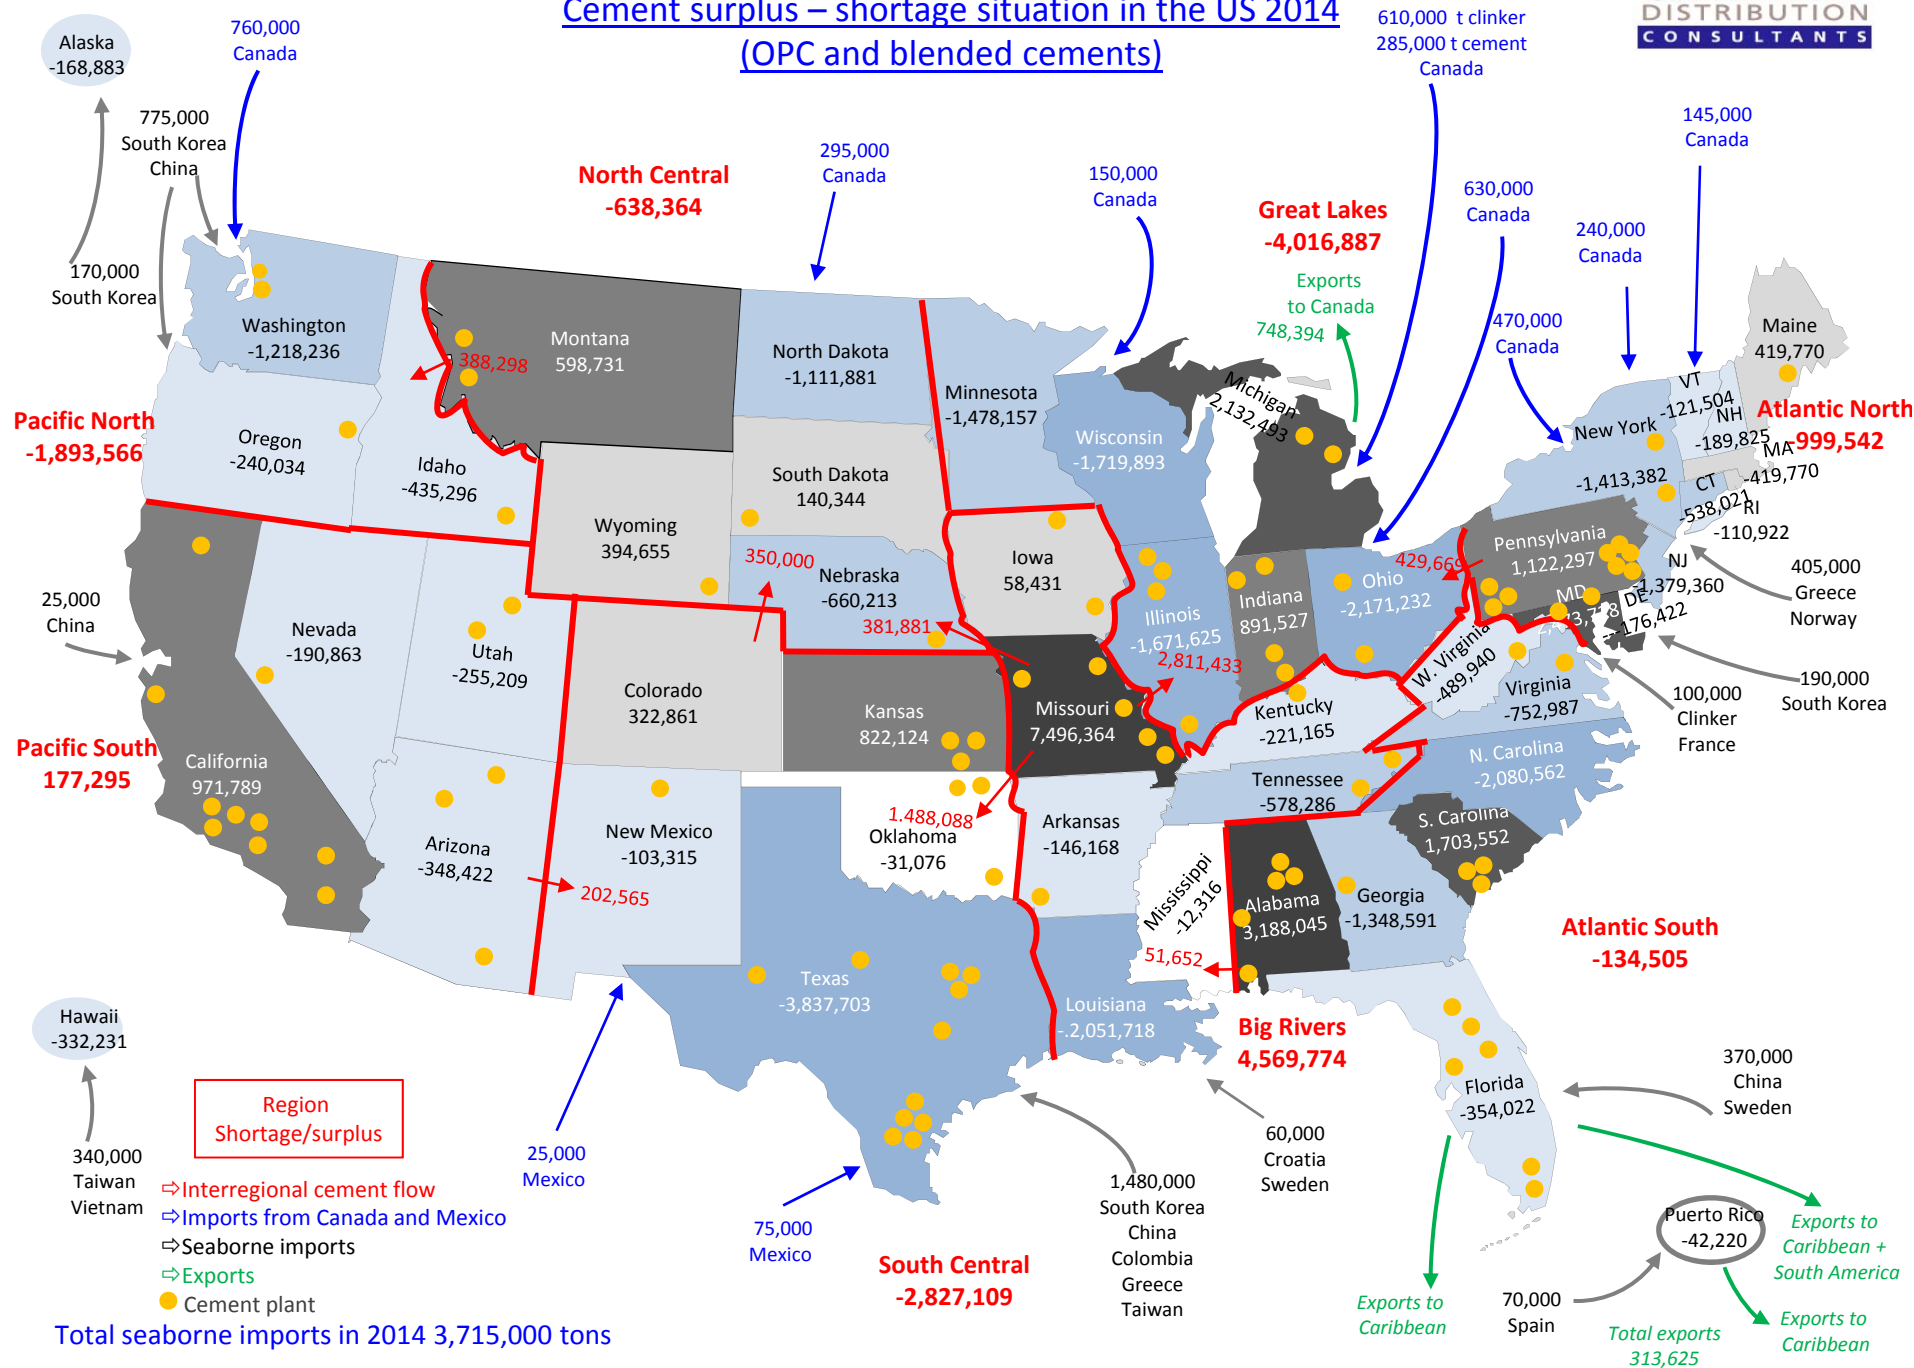 Cement surplus – shortage situation in the US 2014
(OPC and blended cements)
DISTRIBUTION
CONSULTANTS
Alaska
-168,883
760,000
Canada
775,000
South Korea
China
170,000
South Korea
North Central
-638,364
295,000
Canada
150,000
Canada
610,000 t clinker
285,000 t cement
Canada
Great Lakes
-4,016,887
Exports
to Canada
748,394
630,000
Canada
470,000
Canada
240,000
Canada
145,000
Canada
Washington
-1,218,236
Montana
598,731
388,298
North Dakota
-1,111,881
Minnesota
-1,478,157
Wisconsin
-1,719,893
Michigan
2,132,493
Maine
419,770
VT
-121,504
NH
-189,825
MA
-419,770
CT
-538,021
RI
-110,922
New York
-1,413,382
Atlantic North
-999,542
Pacific North
-1,893,566
Oregon
-240,034
Idaho
-435,296
Wyoming
394,655
South Dakota
140,344
350,000
Nebraska
-660,213
381,881
Iowa
58,431
Illinois
-1,671,625
2,811,433
Indiana
891,527
Ohio
-2,171,232
429,669
Pennsylvania
1,122,297
NJ
-1,379,360
MD
DE
---176,422
405,000
Greece
Norway
190,000
South Korea
100,000
Clinker
France
25,000
China
Nevada
-190,863
Utah
-255,209
Colorado
322,861
Kansas
822,124
Missouri
7,496,364
Kentucky
-221,165
W. Virginia
-489,940
Virginia
-752,987
Pacific South
177,295
California
971,789
Arizona
-348,422
202,565
New Mexico
-103,315
1.488,088
Oklahoma
-31,076
Arkansas
-146,168
Tennessee
-578,286
N. Carolina
-2,080,562
S. Carolina
1,703,552
Mississippi
-12,316
51,652
Alabama
3,188,045
Georgia
-1,348,591
Atlantic South
-134,505
Texas
-3,837,703
Louisiana
-.2,051,718
Big Rivers
4,569,774
Florida
-354,022
370,000
China
Sweden
Hawaii
-332,231
340,000
Taiwan
Vietnam
Region
Shortage/surplus
⇨Interregional cement flow
⇨Imports from Canada and Mexico
⇨Seaborne imports
⇨Exports
Cement plant
Total seaborne imports in 2014 3,715,000 tons
25,000
Mexico
75,000
Mexico
South Central
-2,827,109
1,480,000
South Korea
China
Colombia
Greece
Taiwan
60,000
Croatia
Sweden
Exports to
Caribbean
70,000
Spain
Puerto Rico
-42,220
Exports to
Caribbean +
South America
Exports to
Caribbean
Total exports
313,625